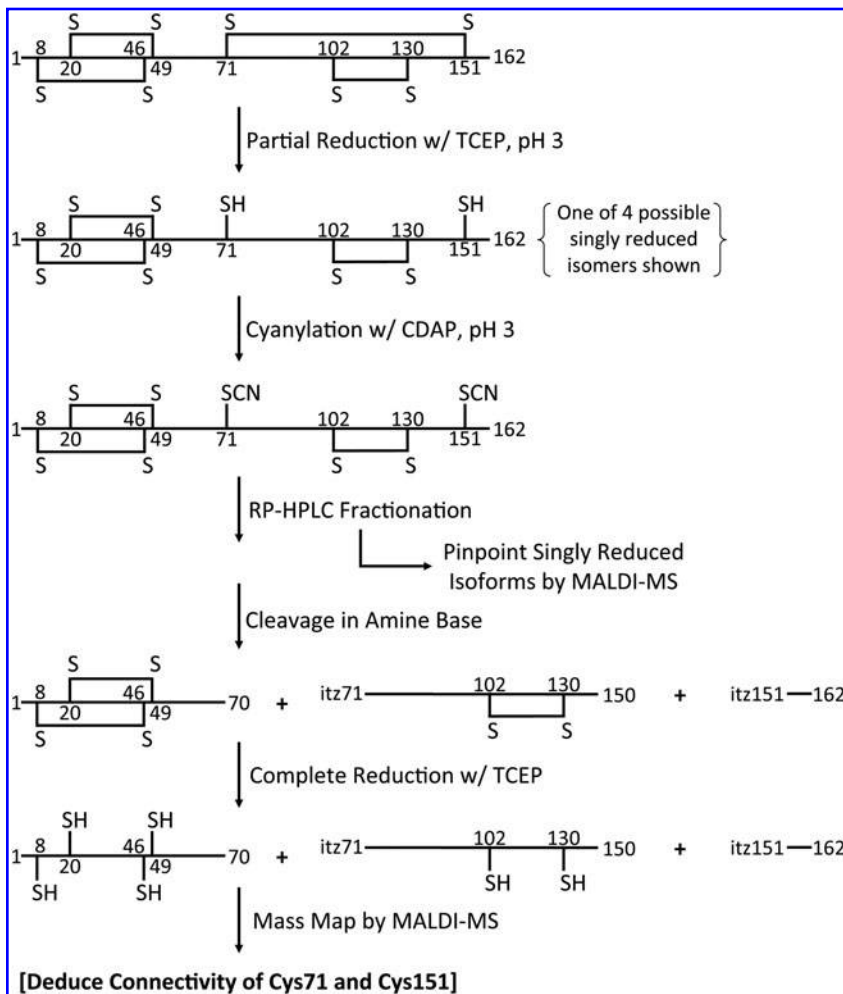 S S S S
1 8 46 102 130 162
20 49 71 151
S S S S
Partial Reduction w/ TCEP, pH 3
S S SH SH
1 8 46 102 130 162
20 49 71 151
S S S S
One of 4 possible
singly reduced
isomers shown
Cyanylation w/ CDAP, pH 3
S S SCN SCN
1 8 46 102 130 162
20 49 71 151
S S S S
RP-HPLC Fractionation
Pinpoint Singly Reduced
Isoforms by MALDI-MS
Cleavage in Amine Base
S S
1 8 46 70 + itz71 102 130 150 + itz151 162
20 49
S S S S
Complete Reduction w/ TCEP
SH SH
1 8 46 70 + itz71 102 130 150 + itz151 162
20 49
SH SH SH SH
Mass Map by MALDI-MS
[Deduce Connectivity of Cys71 and Cys151]